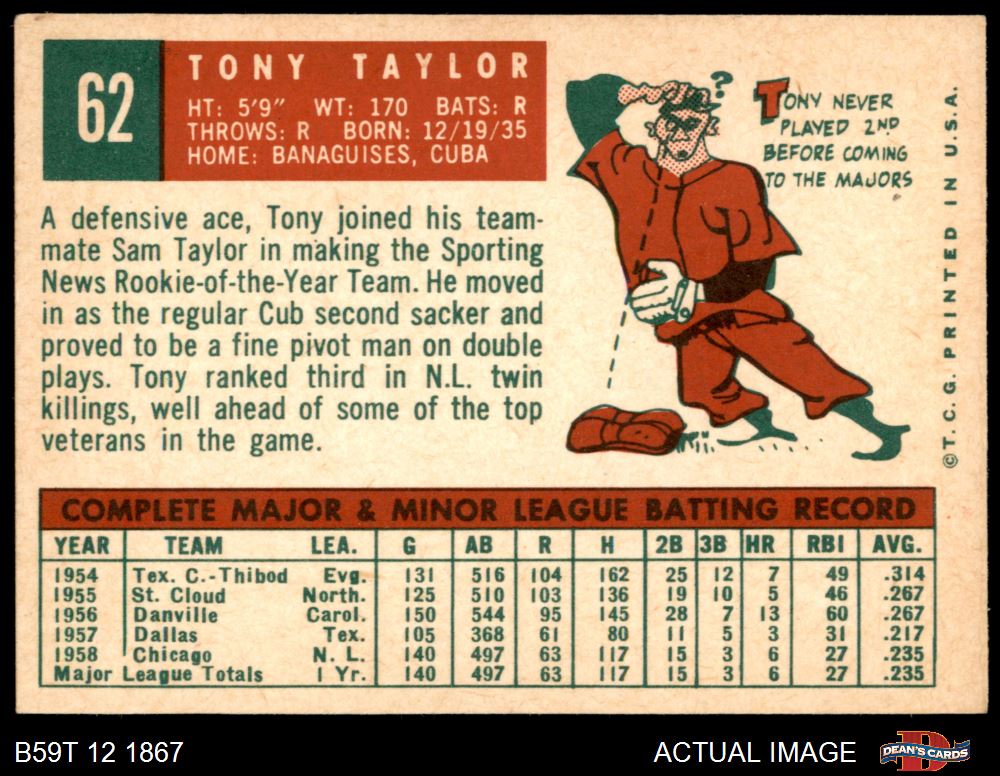 62
TONY TAYLOR
HT: 5'9" WT: 170 BATS: R
THROWS: R BORN: 12/19/35
HOME: BANAGUISES, CUBA
?
TONY NEVER
PLAYED 2ND
BEFORE COMING
TO THE MAJORS
© T. C. G. PRINTED IN U.S.A.
A defensive ace, Tony joined his team-
mate Sam Taylor in making the Sporting
News Rookie-of-the-Year Team. He moved
in as the regular Cub second sacker and
proved to be a fine pivot man on double
plays. Tony ranked third in N.L. twin
killings, well ahead of some of the top
veterans in the game.
COMPLETE MAJOR & MINOR LEAGUE BATTING RECORD
YEAR TEAM LEA. G AB R H 2B 3B HR RBI AVG.
1954 Tex. C.-Thibod Evg. 131 516 104 162 25 12 7 49 .314
1955 St. Cloud North. 125 510 103 136 19 10 5 46 .267
1956 Danville Carol. 150 544 95 145 28 7 13 60 .267
1957 Dallas Tex. 105 368 61 80 11 5 3 31 .217
1958 Chicago N. L. 140 497 63 117 15 3 6 27 .235
Major League Totals 1 Yr. 140 497 63 117 15 3 6 27 .235
B59T 12 1867
ACTUAL IMAGE
D
DEAN'S CARDS